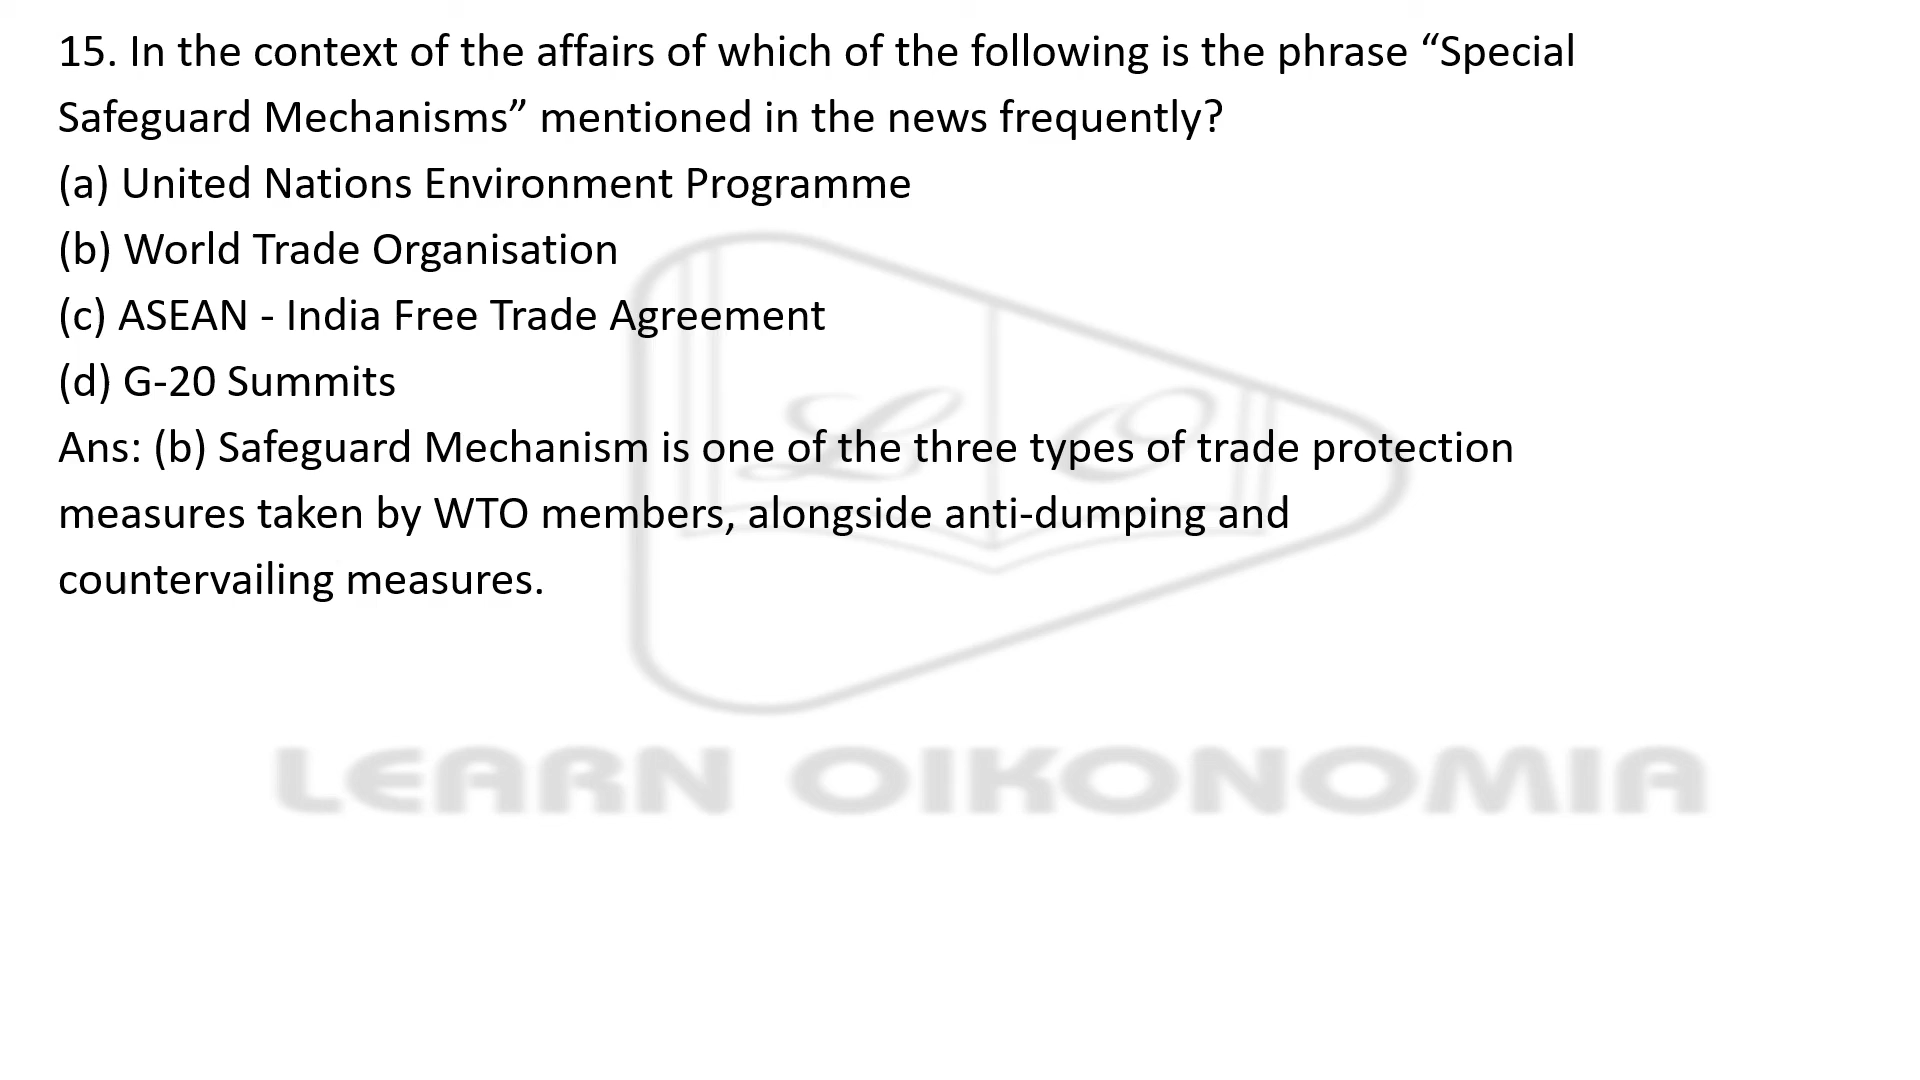 15. In the context of the affairs of which of the following is the phrase “Special
Safeguard Mechanisms” mentioned in the news frequently?
(a) United Nations Environment Programme
(b) World Trade Organisation
(c) ASEAN - India Free Trade Agreement
(d) G-20 Summits
Ans: (b) Safeguard Mechanism is one of the three types of trade protection
measures taken by WTO members, alongside anti-dumping and
countervailing measures.
L O
LEARN OIKONOMIA